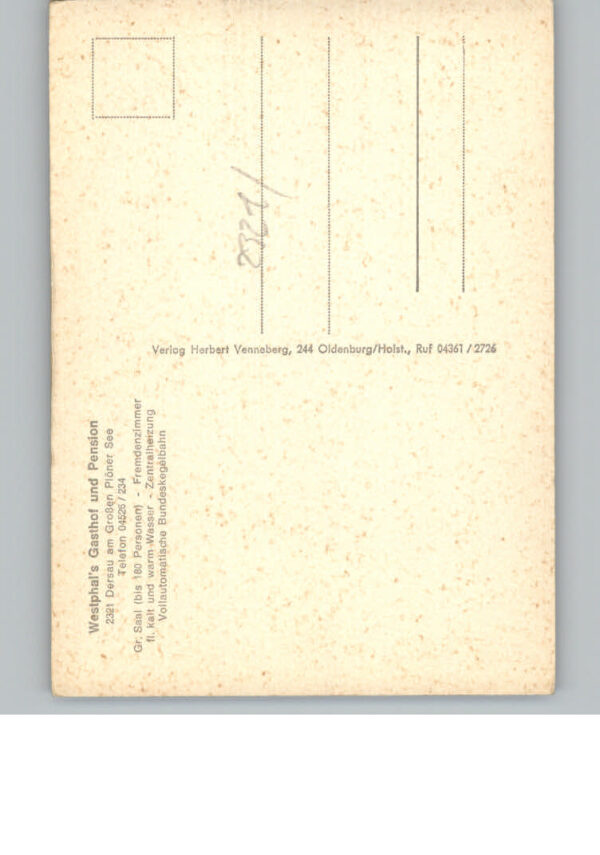 Westphal's Gasthof und Pension
2321 Dersau am Großen Plöner See
Telefon 04526 / 234
Gr. Saal (bis 180 Personen) - Fremdenzimmer
fl. kalt und warm Wasser - Zentralheizung
Vollautomatische Bundeskegelbahn
Verlag Herbert Venneberg, 244 Oldenburg/Holst., Ruf 04361 / 2726
2321/